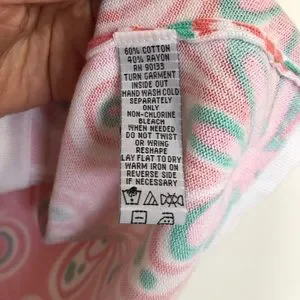 60% COTTON
40% RAYON
RN 90133
TURN GARMENT
INSIDE OUT
HAND WASH COLD
SEPARATELY
ONLY
NON-CHLORINE
BLEACH
WHEN NEEDED
DO NOT TWIST
OR WRING
RESHAPE
LAY FLAT TO DRY
WARM IRON ON
REVERSE SIDE
IF NECESSARY